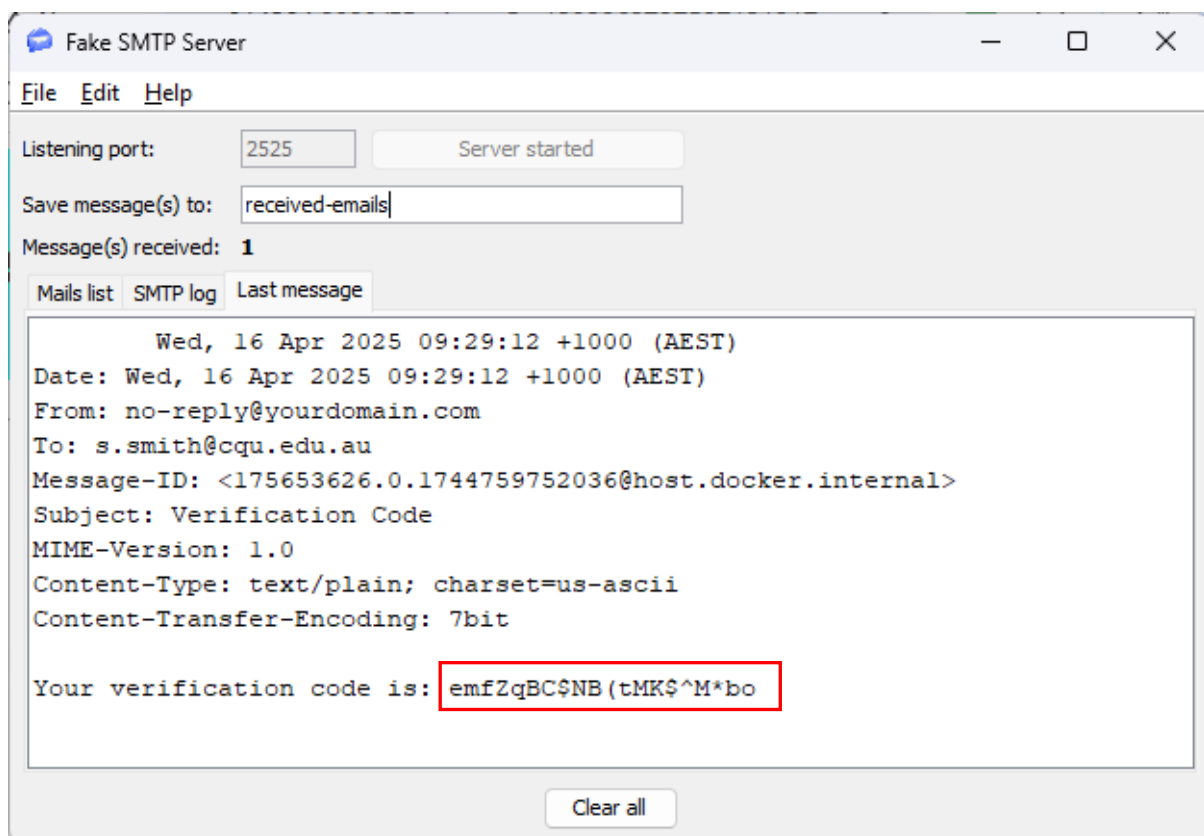 Fake SMTP Server
File Edit Help
Listening port: 2525 Server started
Save message(s) to: received-emails
Message(s) received: 1
Mails list SMTP log Last message
Wed, 16 Apr 2025 09:29:12 +1000 (AEST)
Date: Wed, 16 Apr 2025 09:29:12 +1000 (AEST)
From: no-reply@yourdomain.com
To: s.smith@cqu.edu.au
Message-ID: <175653626.0.1744759752036@host.docker.internal>
Subject: Verification Code
MIME-Version: 1.0
Content-Type: text/plain; charset=us-ascii
Content-Transfer-Encoding: 7bit
Your verification code is: emfZqBC$NB(tMK$^M*bo
Clear all